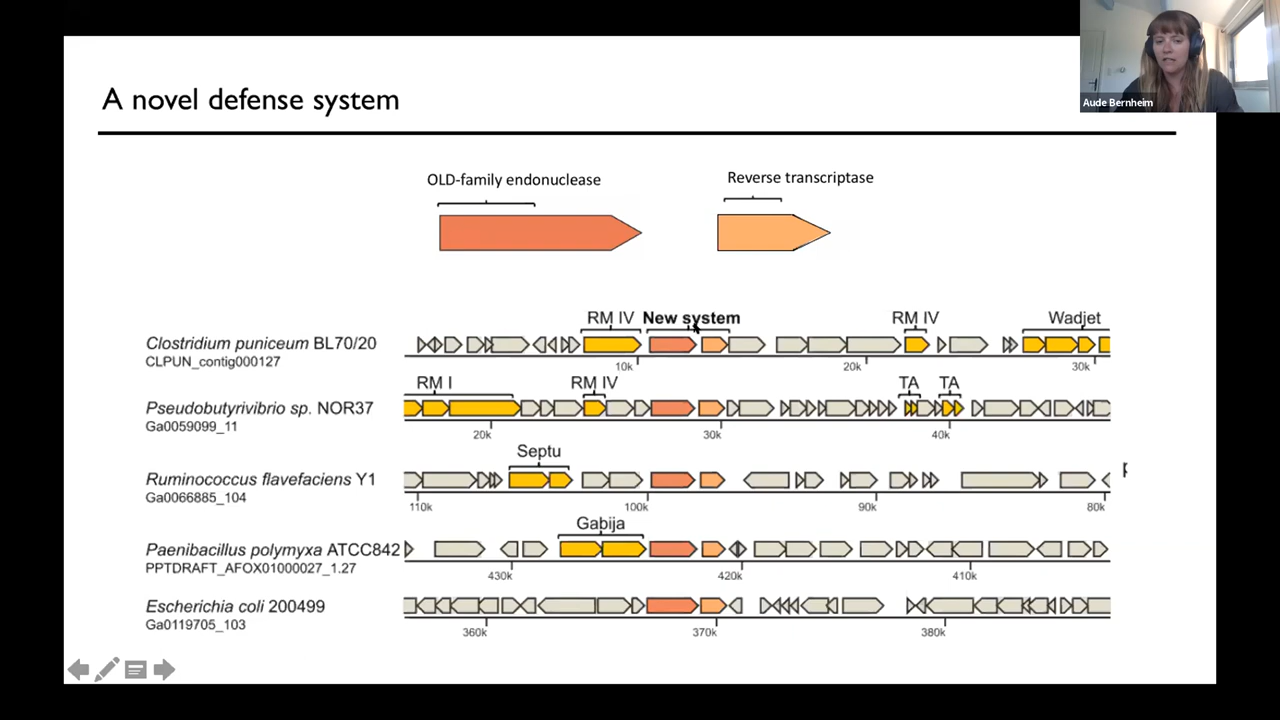 Aude Bernheim
A novel defense system
OLD-family endonuclease
Reverse transcriptase
RM IV New system RM IV Wadjet
Clostridium puniceum BL70/20
CLPUN_contig000127
10k 20k 30k
RM I RM IV TA TA
Pseudobutyrivibrio sp. NOR37
Ga0059099_11
20k 30k 40k
Septu
Ruminococcus flavefaciens Y1
Ga0066885_104
110k 100k 90k 80k
Gabija
Paenibacillus polymyxa ATCC842
PPTDRAFT_AFOX01000027_1.27
430k 420k 410k
Escherichia coli 200499
Ga0119705_103
360k 370k 380k